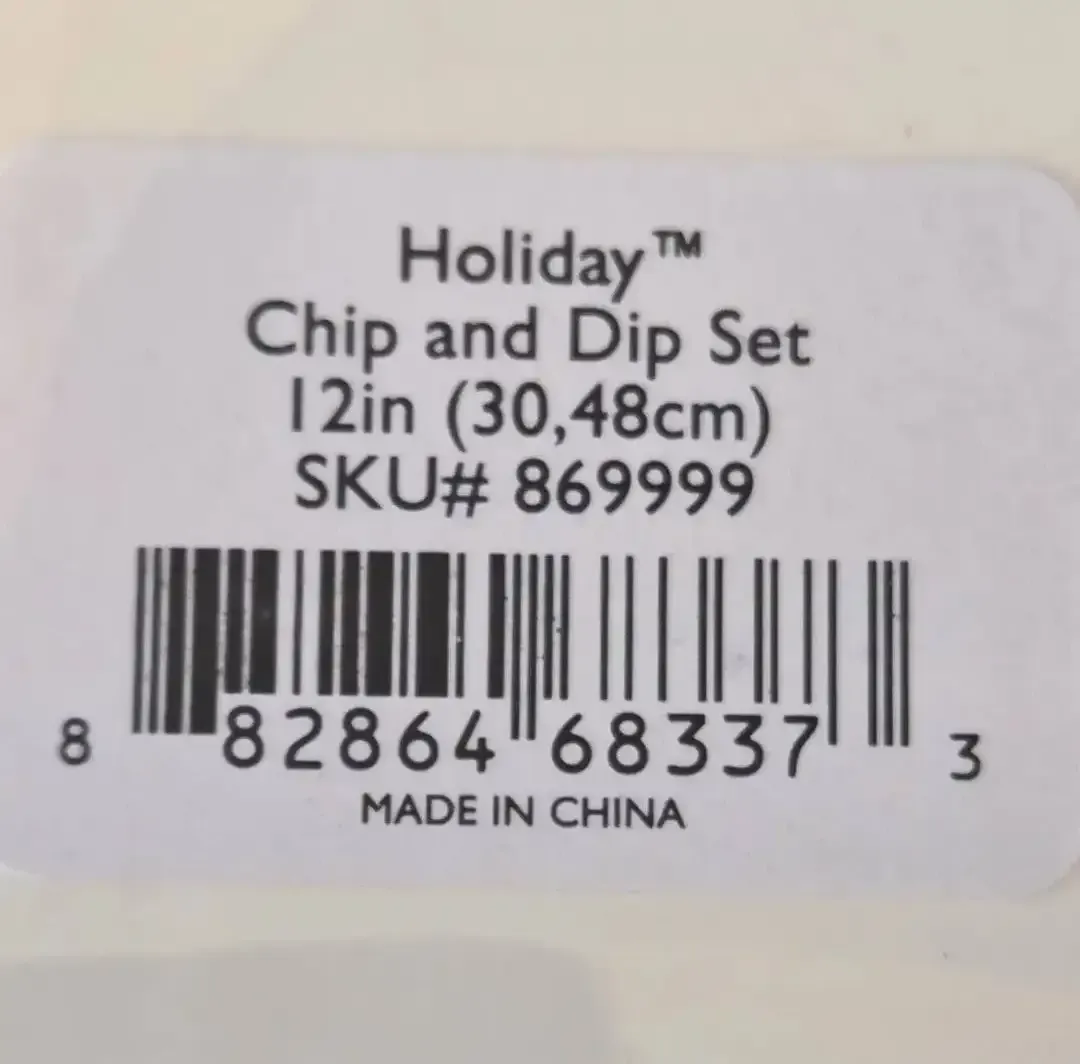 Holiday™
Chip and Dip Set
12in (30,48cm)
SKU# 869999
8 82864 68337 3
MADE IN CHINA